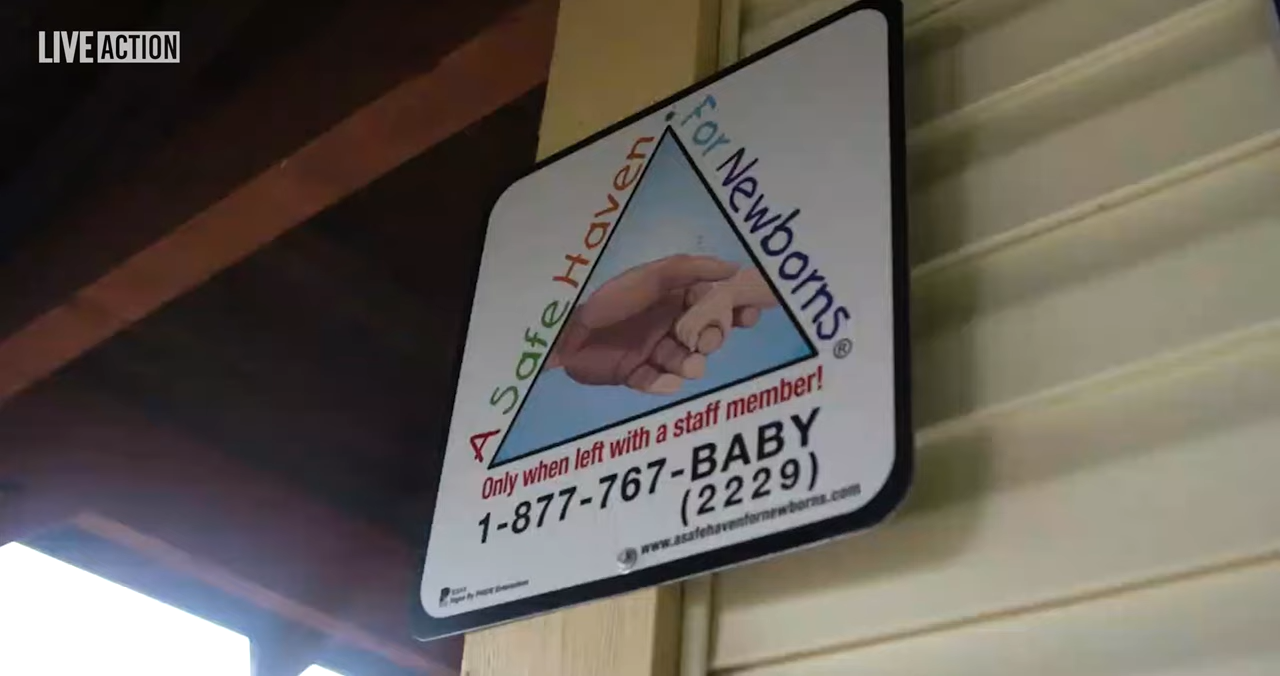 LIVE ACTION
A Safe Haven
For Newborns®
Only when left with a staff member!
1-877-767-BABY
(2229)
www.asafehavenfornewborns.com